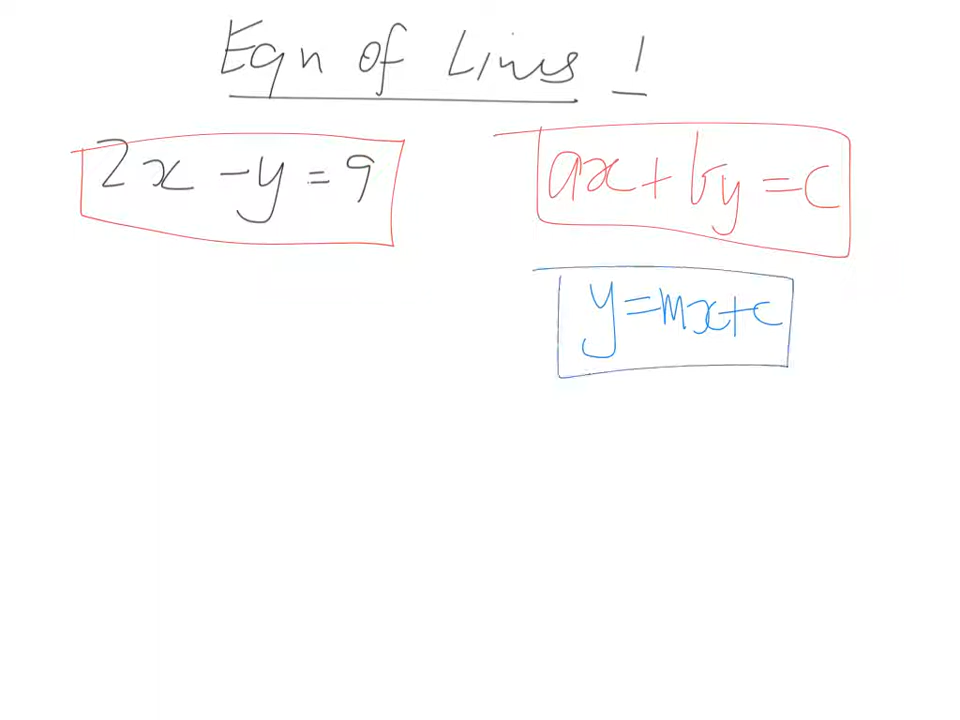 Eqn of Lines 1
2x - y = 9
ax + by = c
y = mx + c